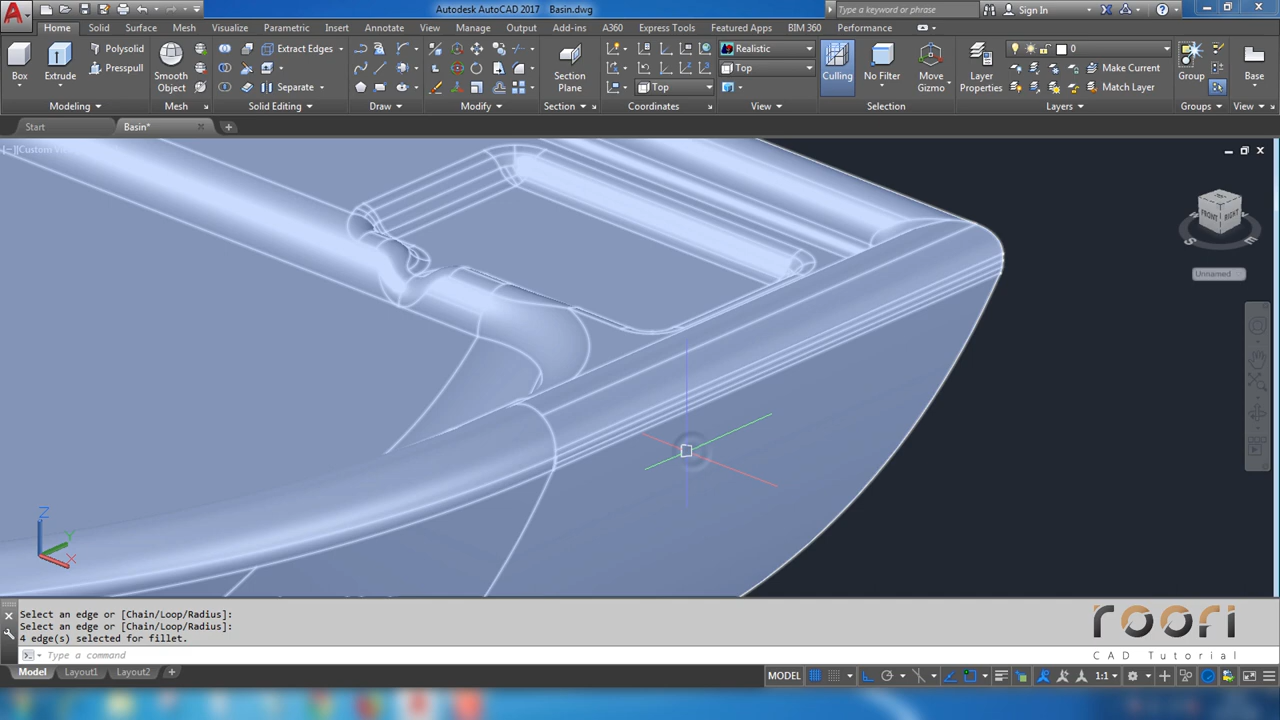 Autodesk AutoCAD 2017 Basin.dwg
Type a keyword or phrase
Sign In
Home Solid Surface Mesh Visualize Parametric Insert Annotate View Manage Output Add-ins A360 Express Tools Featured Apps BIM 360 Performance
Box
Extrude
Polysolid
Presspull
Smooth Object
Extract Edges
Separate
Section Plane
Realistic
Top
Top
Culling
No Filter
Move Gizmo
Layer Properties
0
Make Current
Match Layer
Group
Base
Modeling
Mesh
Solid Editing
Draw
Modify
Section
Coordinates
View
Selection
Layers
Groups
View
Start
Basin*
[−][Custom V
FRONT
RIGHT
S
E
Unnamed
Z
Y
X
Select an edge or [Chain/Loop/Radius]:
Select an edge or [Chain/Loop/Radius]:
4 edge(s) selected for fillet.
Type a command
roori
CAD Tutorial
Model Layout1 Layout2
MODEL
1:1